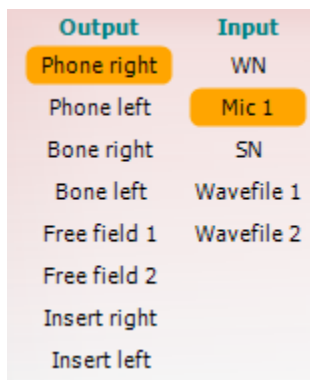 Output Input
Phone right WN
Phone left Mic 1
Bone right SN
Bone left Wavefile 1
Free field 1 Wavefile 2
Free field 2
Insert right
Insert left